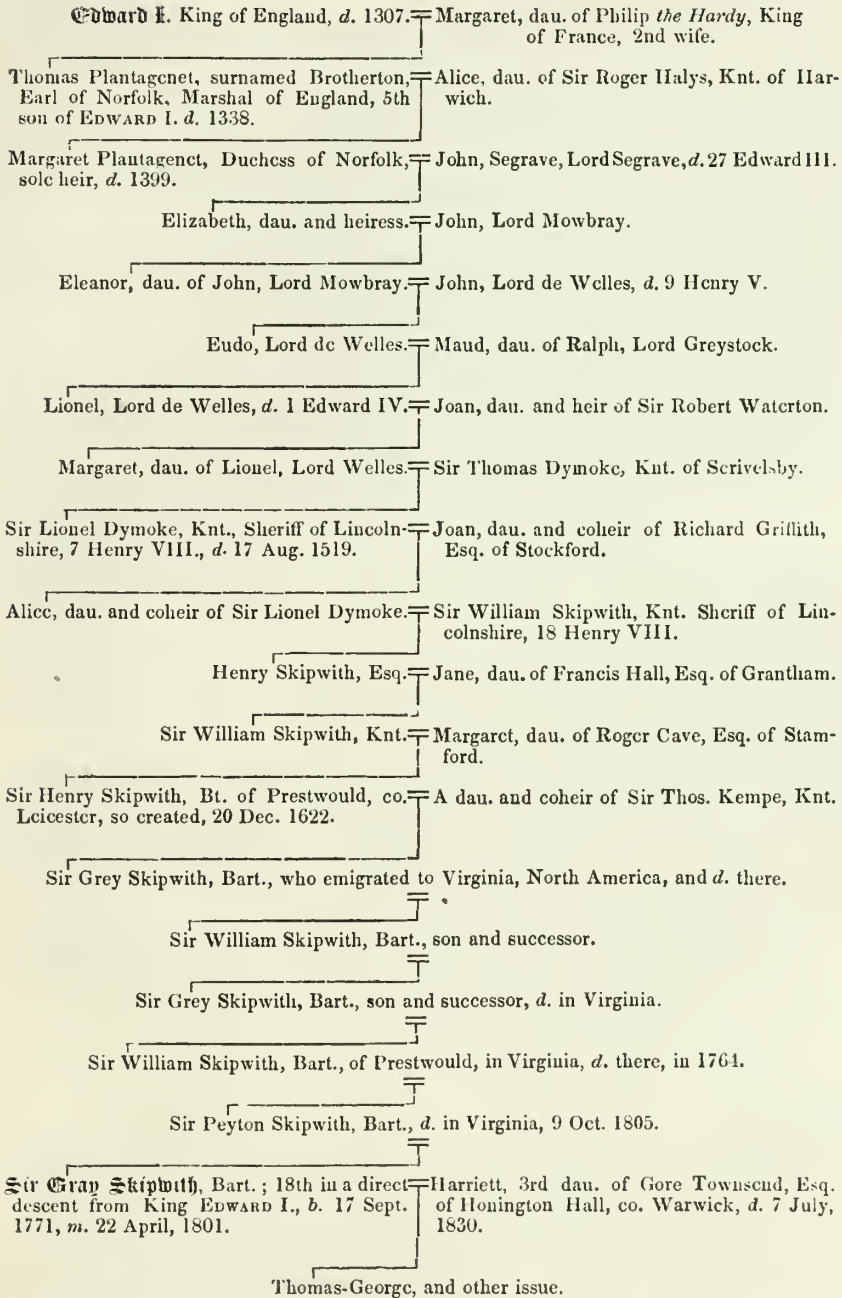 Edward I. King of England, d. 1307. Margaret, dau. of Philip the Hardy, King
of France, 2nd wife.
Thomas Plantagenet, surnamed Brotherton,
Earl of Norfolk, Marshal of England, 5th
son of EDWARD I. d. 1338.
Alice, dau. of Sir Roger Halys, Knt. of Har-
wich.
Margaret Plantagenet, Duchess of Norfolk,
sole heir, d. 1399.
John, Segrave, Lord Segrave, d. 27 Edward III.
Elizabeth, dau. and heiress. John, Lord Mowbray.
Eleanor, dau. of John, Lord Mowbray. John, Lord de Welles, d. 9 Henry V.
Eudo, Lord de Welles. Maud, dau. of Ralph, Lord Greystock.
Lionel, Lord de Welles, d. 1 Edward IV. Joan, dau. and heir of Sir Robert Waterton.
Margaret, dau. of Lionel, Lord Welles. Sir Thomas Dymoke, Knt. of Scrivelsby.
Sir Lionel Dymoke, Knt., Sheriff of Lincoln-
shire, 7 Henry VIII., d. 17 Aug. 1519.
Joan, dau. and coheir of Richard Griffith,
Esq. of Stockford.
Alice, dau. and coheir of Sir Lionel Dymoke. Sir William Skipwith, Knt. Sheriff of Lin-
colnshire, 18 Henry VIII.
Henry Skipwith, Esq. Jane, dau. of Francis Hall, Esq. of Grantham.
Sir William Skipwith, Knt. Margaret, dau. of Roger Cave, Esq. of Stam-
ford.
Sir Henry Skipwith, Bt. of Prestwould, co.
Leicester, so created, 20 Dec. 1622.
A dau. and coheir of Sir Thos. Kempe, Knt.
Sir Grey Skipwith, Bart., who emigrated to Virginia, North America, and d. there.
Sir William Skipwith, Bart., son and successor.
Sir Grey Skipwith, Bart., son and successor, d. in Virginia.
Sir William Skipwith, Bart., of Prestwould, in Virginia, d. there, in 1764.
Sir Peyton Skipwith, Bart., d. in Virginia, 9 Oct. 1805.
Sir Gray Skipwith, Bart.; 18th in a direct
descent from King EDWARD I., b. 17 Sept.
1771, m. 22 April, 1801.
Harriett, 3rd dau. of Gore Townsend, Esq.
of Honington Hall, co. Warwick, d. 7 July,
1830.
Thomas-George, and other issue.